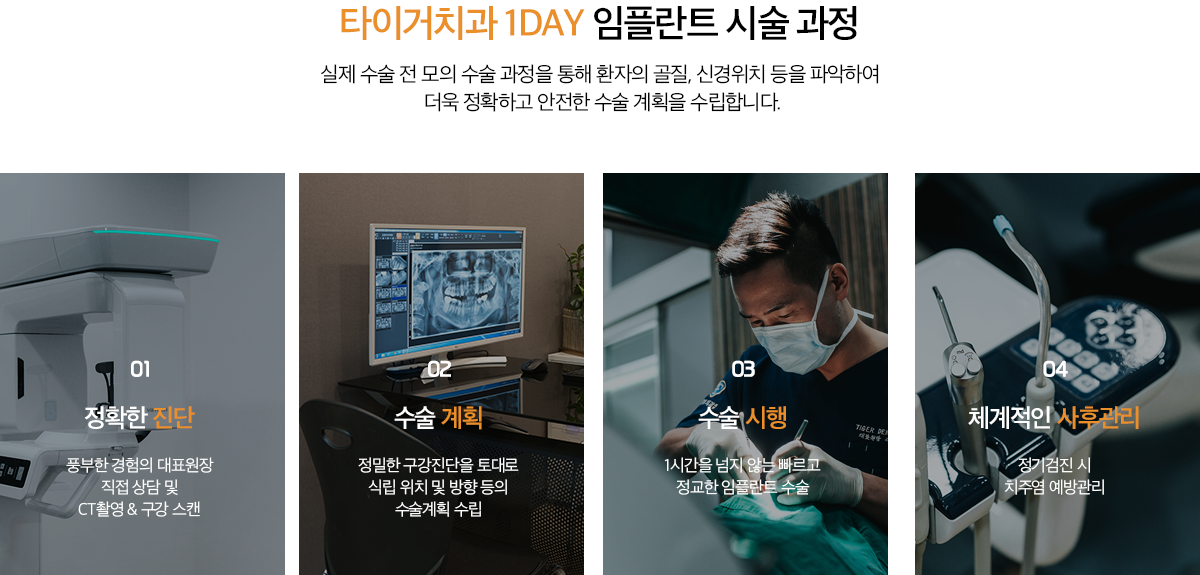 타이거치과 1DAY 임플란트 시술 과정
실제 수술 전 모의 수술 과정을 통해 환자의 골질, 신경위치 등을 파악하여
더욱 정확하고 안전한 수술 계획을 수립합니다.
01
정확한 진단
풍부한 경험의 대표원장
직접 상담 및
CT촬영 & 구강 스캔
02
수술 계획
정밀한 구강진단을 토대로
식립 위치 및 방향 등의
수술계획 수립
03
수술 시행
1시간을 넘지 않는 빠르고
정교한 임플란트 수술
TIGER
04
체계적인 사후관리
정기검진 시
치주염 예방관리